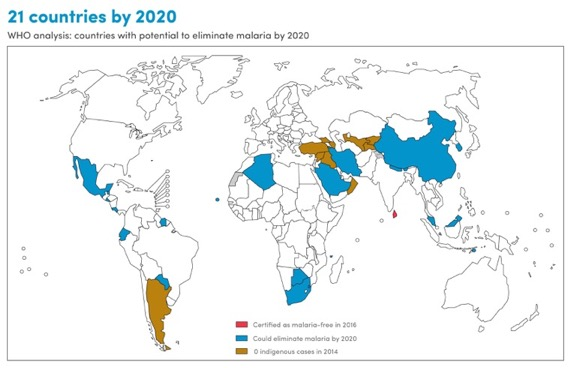 21 countries by 2020
WHO analysis: countries with potential to eliminate malaria by 2020
Certified as malaria-free in 2016
Could eliminate malaria by 2020
0 indigenous cases in 2014